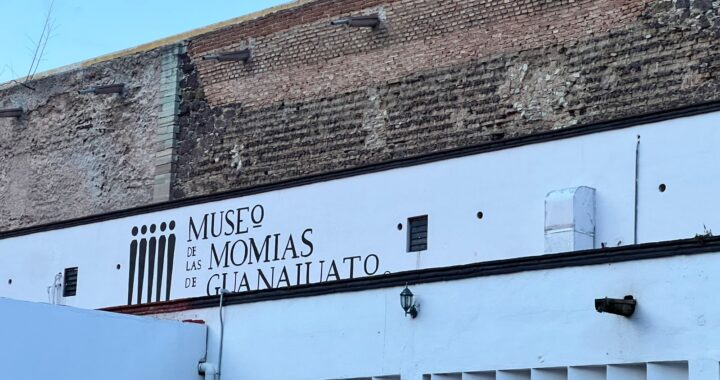 MUSEO
DE LAS MOMIAS
DE GUANAJUATO.